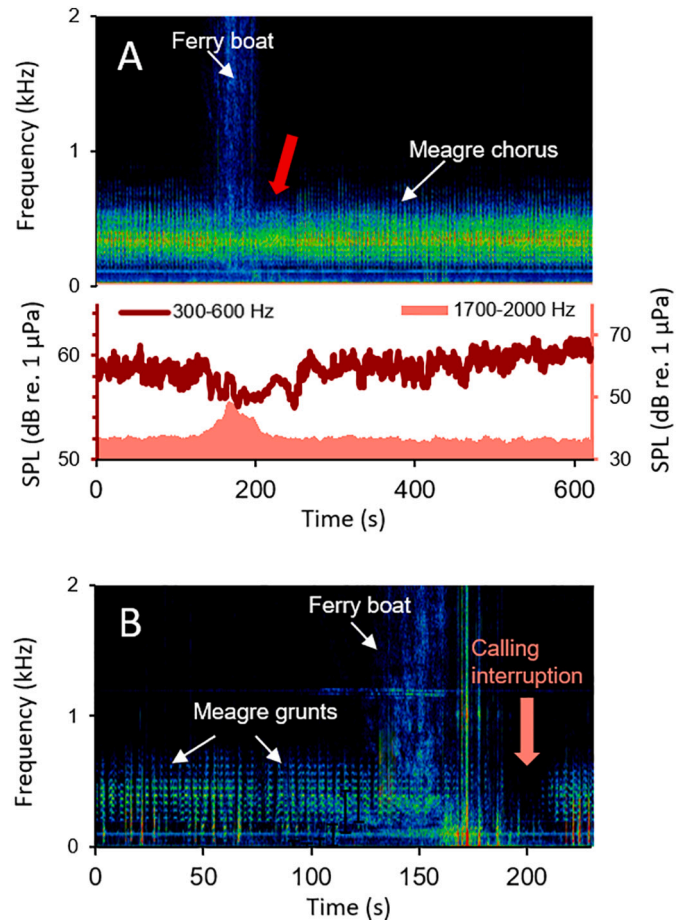 2
A
Ferry boat
Frequency (kHz)
1
Meagre chorus
0
300-600 Hz
1700-2000 Hz
SPL (dB re. 1 µPa)
60
50
70
50
30
SPL (dB re. 1 µPa)
0
200
400
600
Time (s)
2
B
Ferry boat
Calling
interruption
Frequency (kHz)
1
Meagre grunts
0
0
50
100
150
200
Time (s)